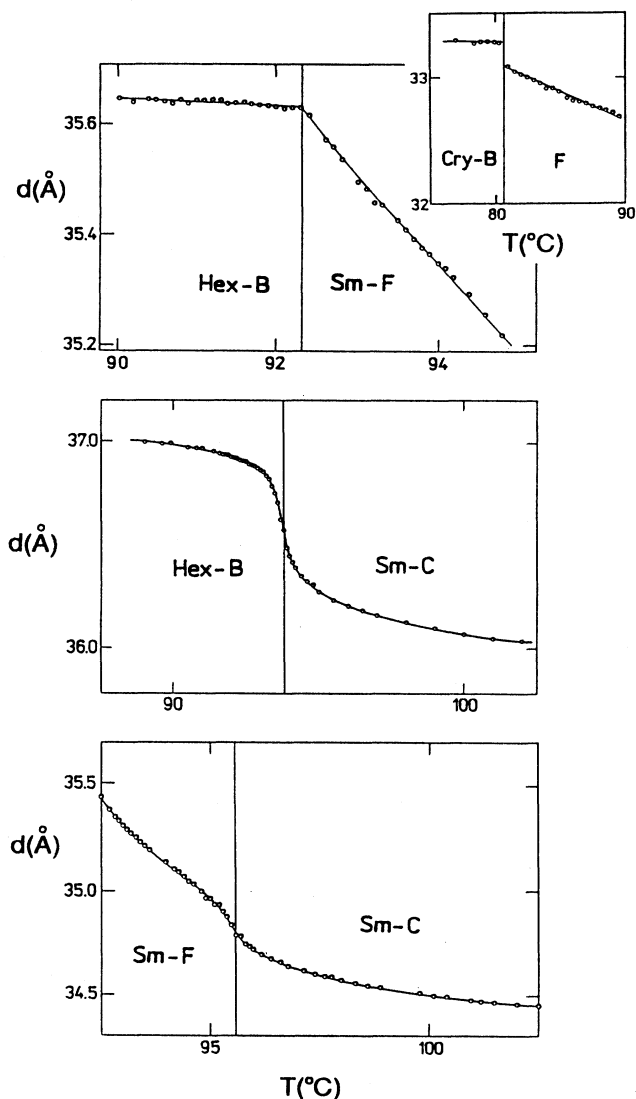 33
32
Cry-B
F
80
90
T(°C)
35.6
d(Å)
35.4
35.2
Hex-B
Sm-F
90
92
94
37.0
d(Å)
36.0
Hex-B
Sm-C
90
100
35.5
d(Å)
35.0
34.5
Sm-F
Sm-C
95
100
T(°C)